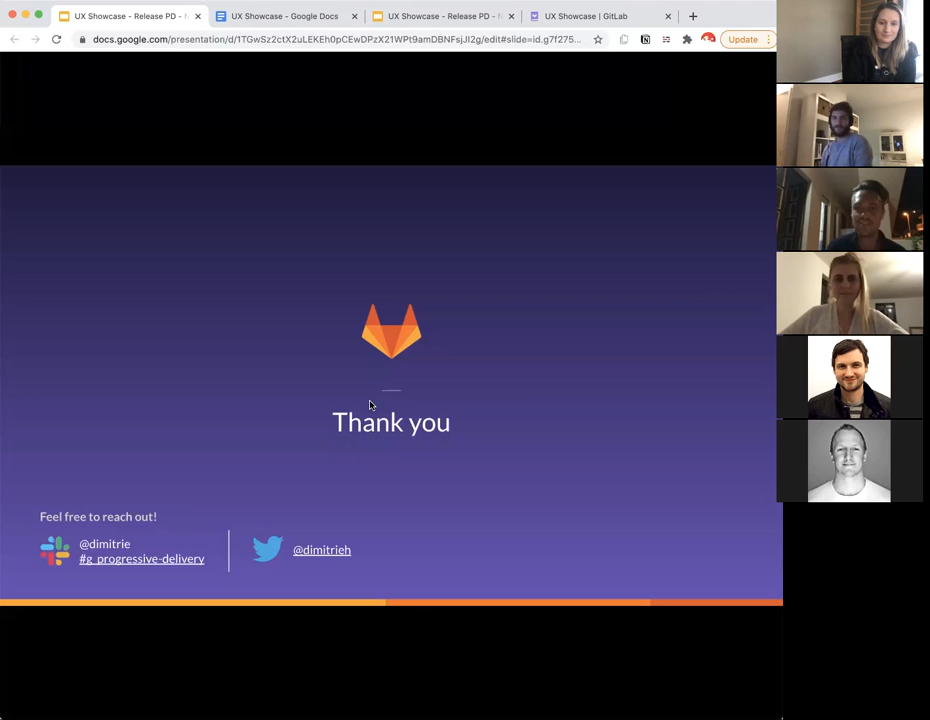 UX Showcase - Release PD - N
UX Showcase - Google Docs
UX Showcase - Release PD - N
UX Showcase | GitLab
docs.google.com/presentation/d/1TGwSz2ctX2uLEKEh0pCEwDPzX21WPt9amDBNFsjJI2g/edit#slide=id.g7f275...
Update
Thank you
Feel free to reach out!
@dimitrie
#g_progressive-delivery
@dimitrieh